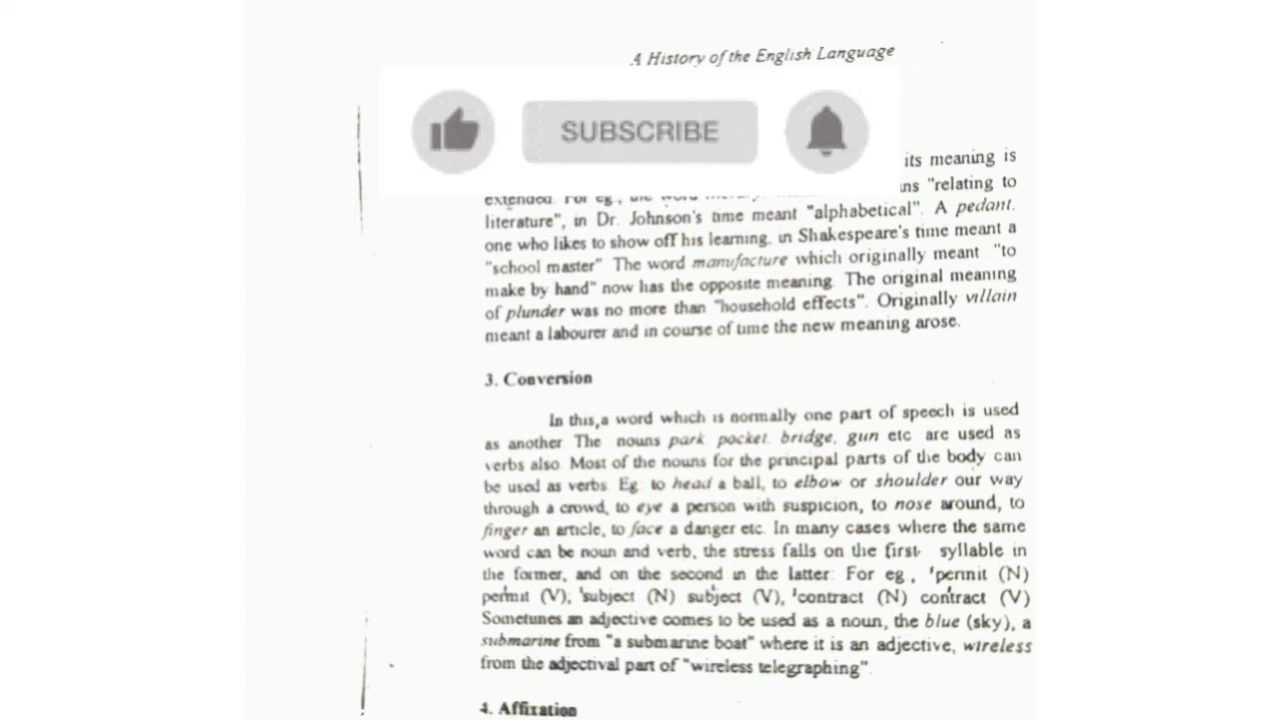 A History of the English Language
SUBSCRIBE
its meaning is
extended. For eg., the word "relating to
literature", in Dr. Johnson's time meant "alphabetical". A pedant.
one who likes to show off his learning, in Shakespeare's time meant a
"school master" The word manufacture which originally meant "to
make by hand" now has the opposite meaning. The original meaning
of plunder was no more than "household effects". Originally villain
meant a labourer and in course of time the new meaning arose.
3. Conversion
In this,a word which is normally one part of speech is used
as another The nouns park pocket. bridge, gun etc are used as
verbs also. Most of the nouns for the principal parts of the body can
be used as verbs. Eg to head a ball, to elbow or shoulder our way
through a crowd, to eye a person with suspicion, to nose around, to
finger an article, to face a danger etc. In many cases where the same
word can be noun and verb, the stress falls on the first syllable in
the former, and on the second in the latter: For eg., 'permit (N)
per'mit (V); 'subject (N) sub'ject (V), 'contract (N) con'tract (V)
Sometimes an adjective comes to be used as a noun, the blue (sky), a
submarine from "a submarine boat" where it is an adjective, wireless
from the adjectival part of "wireless telegraphing".
4. Affixation